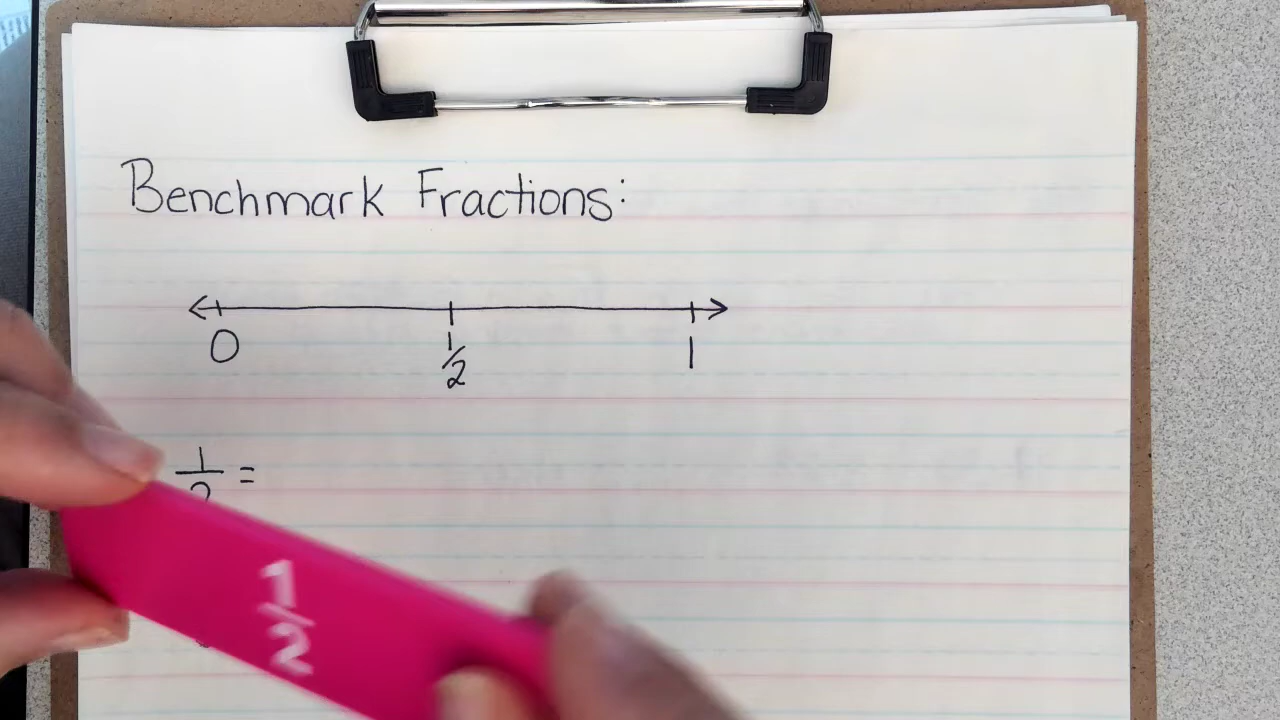 Benchmark Fractions:
0 1/2 1
1/2 =
1/2